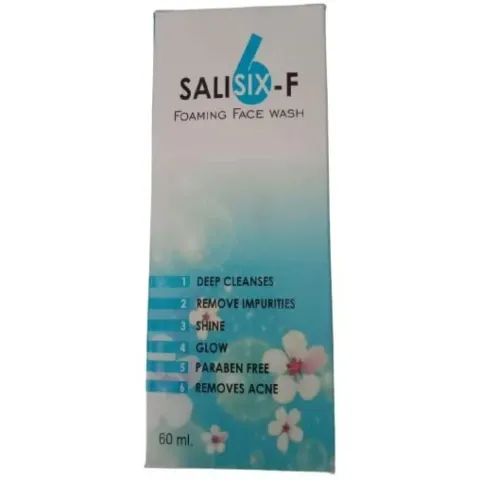 6
SALISIX-F
FOAMING FACE WASH
1 DEEP CLEANSES
2 REMOVE IMPURITIES
3 SHINE
4 GLOW
5 PARABEN FREE
6 REMOVES ACNE
60 ml.